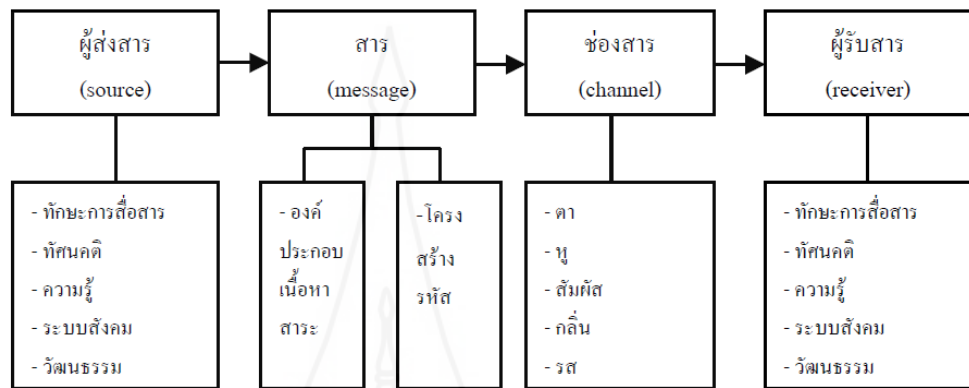 ผู้ส่งสาร
(source)
สาร
(message)
ช่องสาร
(channel)
ผู้รับสาร
(receiver)
- ทักษะการสื่อสาร
- ทัศนคติ
- ความรู้
- ระบบสังคม
- วัฒนธรรม
- องค์
ประกอบ
เนื้อหา
สาระ
-โครง
สร้าง
รหัส
- ตา
- หู
- สัมผัส
- กลิ่น
- รส
- ทักษะการสื่อสาร
- ทัศนคติ
- ความรู้
- ระบบสังคม
- วัฒนธรรม